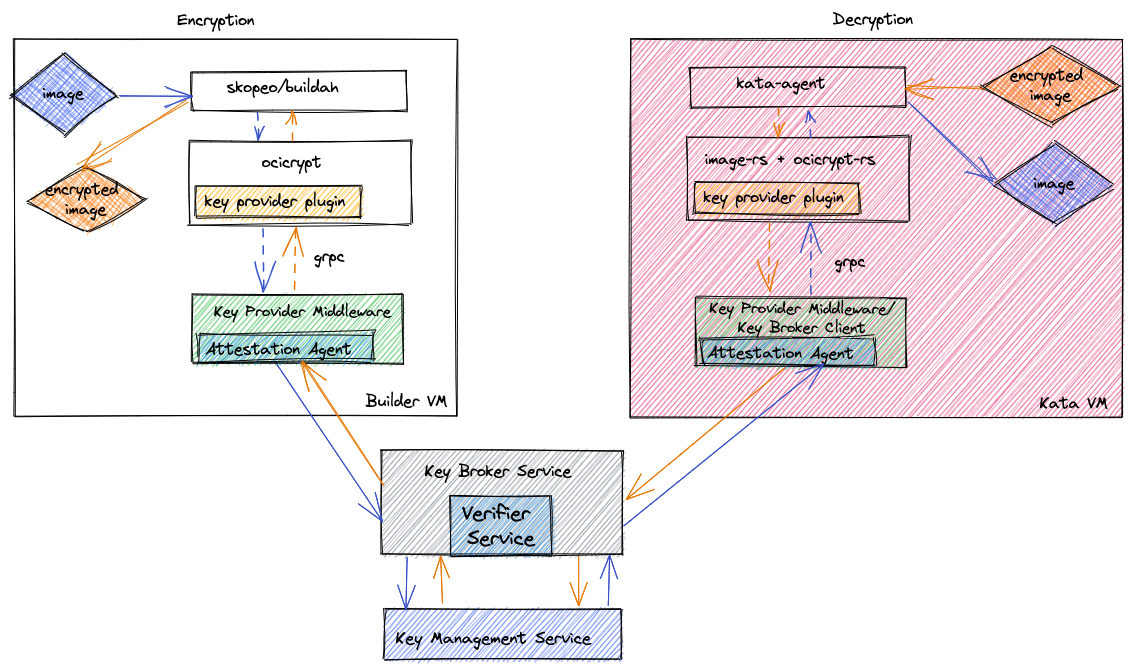 Encryption
Decryption
image
skopeo/buildah
encrypted
image
ocicrypt
key provider plugin
grpc
Key Provider Middleware
Attestation Agent
Builder VM
kata-agent
encrypted
image
image-rs + ocicrypt-rs
key provider plugin
image
grpc
Key Provider Middleware/
Key Broker Client
Attestation Agent
Kata VM
Key Broker Service
Verifier
Service
Key Management Service